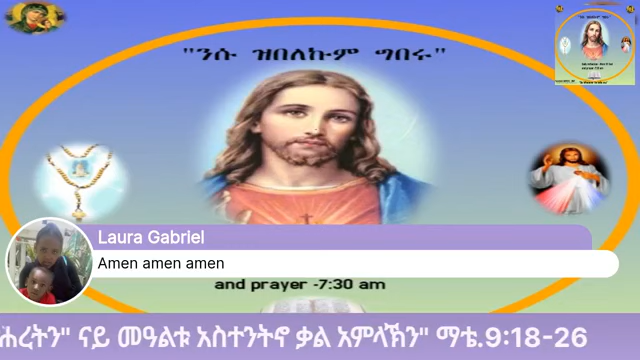 "ንሱ ዝበለኩም ግበሩ"
Laura Gabriel
Amen amen amen
and prayer -7:30 am
ሕረትን" ናይ መዓልቱ አስተንትኖ ቃል አምላኽን" ማቴ.9:18-26